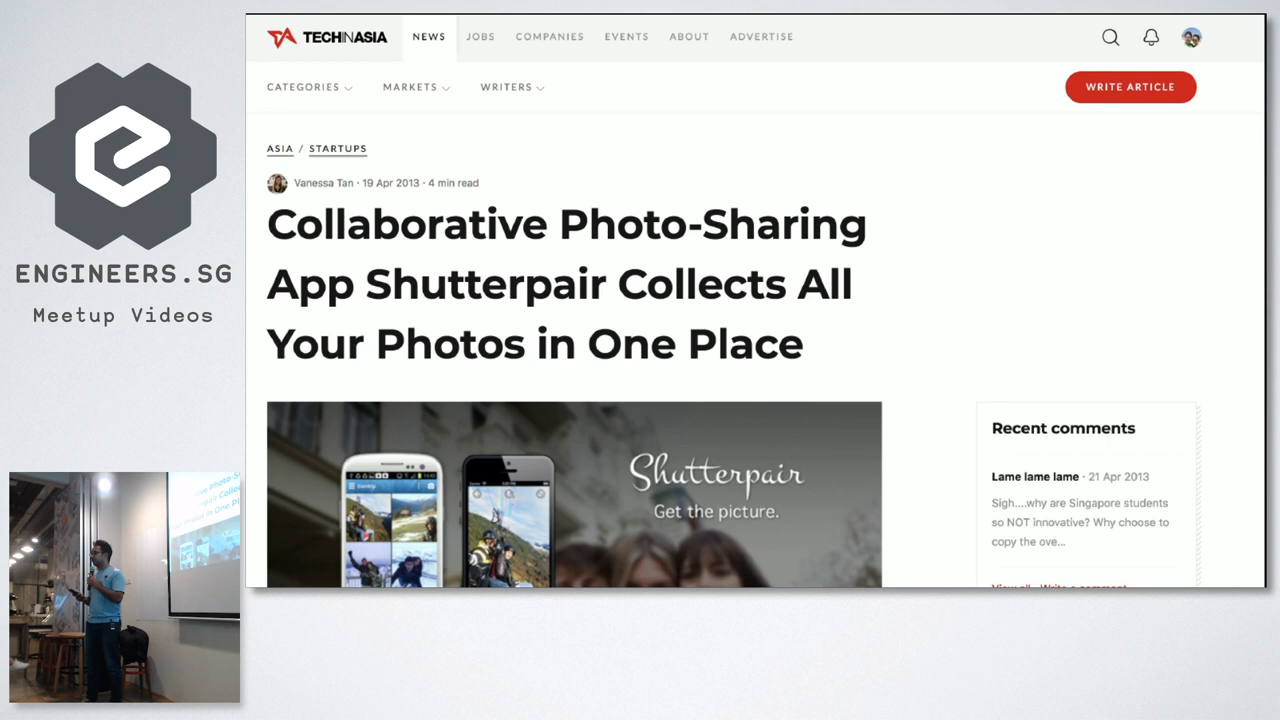 ENGINEERS.SG
Meetup Videos
TECHINASIA
NEWS
JOBS
COMPANIES
EVENTS
ABOUT
ADVERTISE
CATEGORIES
MARKETS
WRITERS
WRITE ARTICLE
ASIA / STARTUPS
Vanessa Tan · 19 Apr 2013 · 4 min read
Collaborative Photo-Sharing
App Shutterpair Collects All
Your Photos in One Place
Shutterpair
Get the picture.
Recent comments
Lame lame lame · 21 Apr 2013
Sigh....why are Singapore students
so NOT innovative? Why choose to
copy the ove...